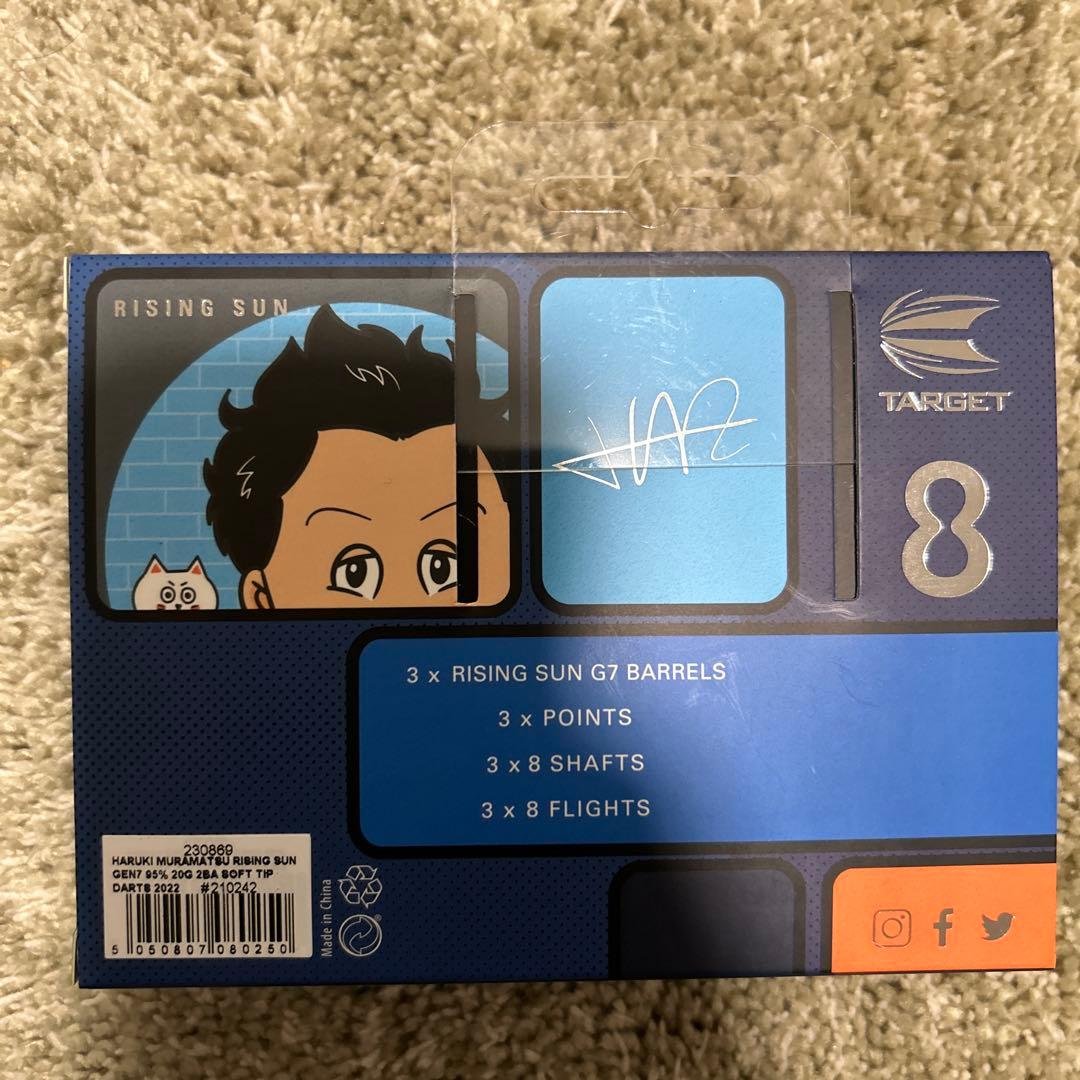 RISING SUN
TARGET
8
3 x RISING SUN G7 BARRELS
3 x POINTS
3 x 8 SHAFTS
3 x 8 FLIGHTS
230869
HARUKI MURAMATSU RISING SUN
GEN7 95% 20G 2BA SOFT TIP
DARTS 2022 #210242
5 050807 080250
Made in China